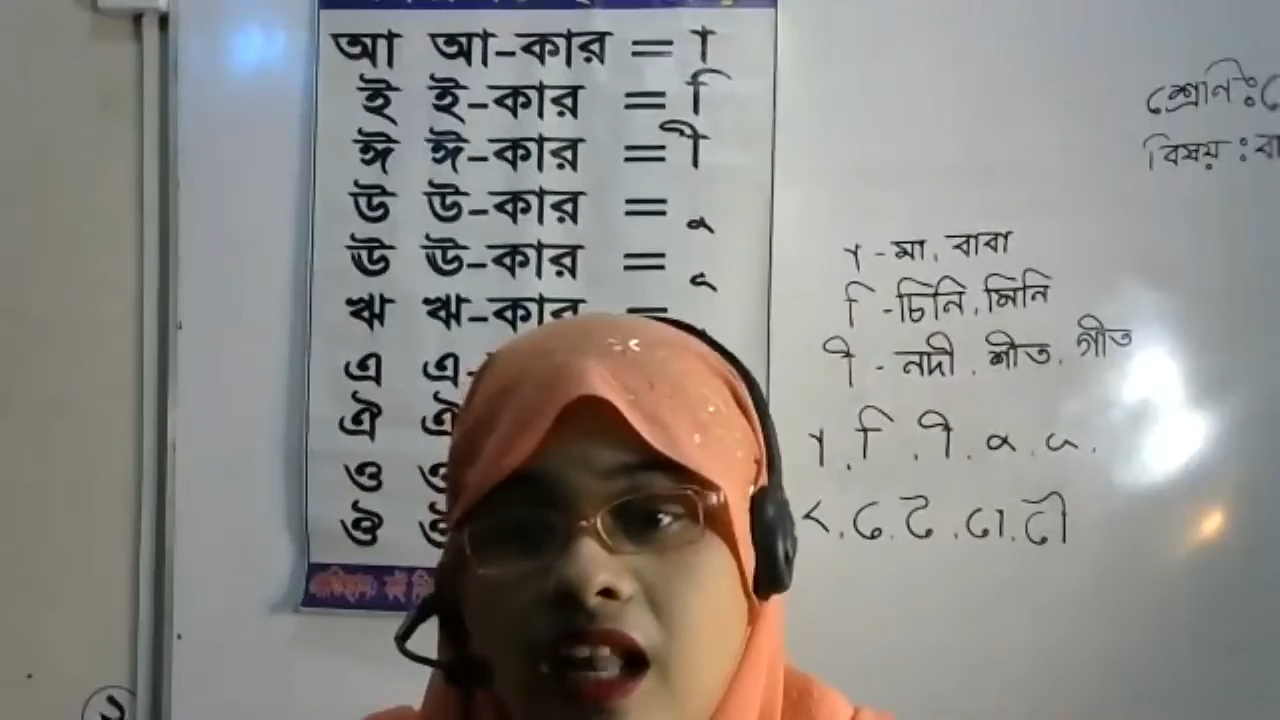 আ আ-কার = া
ই ই-কার = ি
ঈ ঈ-কার = ী
উ উ-কার = ু
ঊ ঊ-কার = ূ
ঋ ঋ-কার =
এ এ-
ঐ ঐ
ও ও
ঔ ঔ
শ্রেণি:
বিষয় : বা
া - মা, বাবা
ি - চিনি, মিনি
ী - নদী, শীত, গীত
া, ি, ী, ু, ূ,
ৃ, ে, ৈ, ো, ৌ